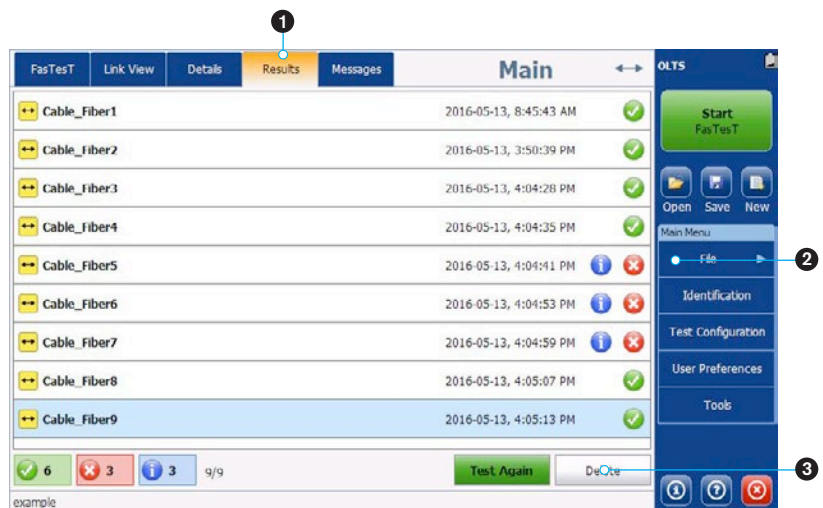 1
FasTesT Link View Details Results Messages Main OLTS
Cable_Fiber1 2016-05-13, 8:45:43 AM
Start
FasTesT
Cable_Fiber2 2016-05-13, 3:50:39 PM
Cable_Fiber3 2016-05-13, 4:04:28 PM
Open Save New
Cable_Fiber4 2016-05-13, 4:04:35 PM
Main Menu
Cable_Fiber5 2016-05-13, 4:04:41 PM
File 2
Cable_Fiber6 2016-05-13, 4:04:53 PM
Identification
Cable_Fiber7 2016-05-13, 4:04:59 PM
Test Configuration
Cable_Fiber8 2016-05-13, 4:05:07 PM
User Preferences
Cable_Fiber9 2016-05-13, 4:05:13 PM
Tools
6 3 3 9/9 Test Again Delete 3
example